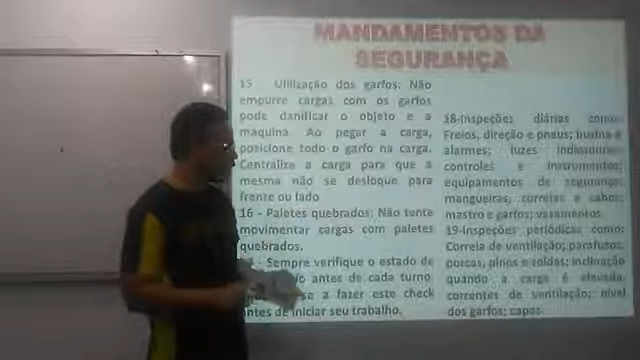 MANDAMENTOS DA
SEGURANÇA
15 Utilização dos garfos: Não
empurre cargas com os garfos
pode danificar o objeto e a
máquina. Ao pegar a carga,
posicione todo o garfo na carga.
Centralize a carga para que a
mesma não se desloque para
frente ou lado
16 - Paletes quebrados: Não tente
movimentar cargas com paletes
quebrados.
- Sempre verifique o estado de
antes de cada turno.
se a fazer este check
antes de iniciar seu trabalho.
18-Inspeções diárias como:
Freios, direção e pneus; buzina e
alarmes; luzes indicadoras;
controles e instrumentos;
equipamentos de segurança;
mangueiras, correias e cabos;
mastro e garfos; vazamentos.
19-Inspeções periódicas como:
Correia de ventilação; parafusos,
porcas, pinos e soldas; inclinação
quando a carga é elevada,
correntes de ventilação; nível
dos garfos; capas